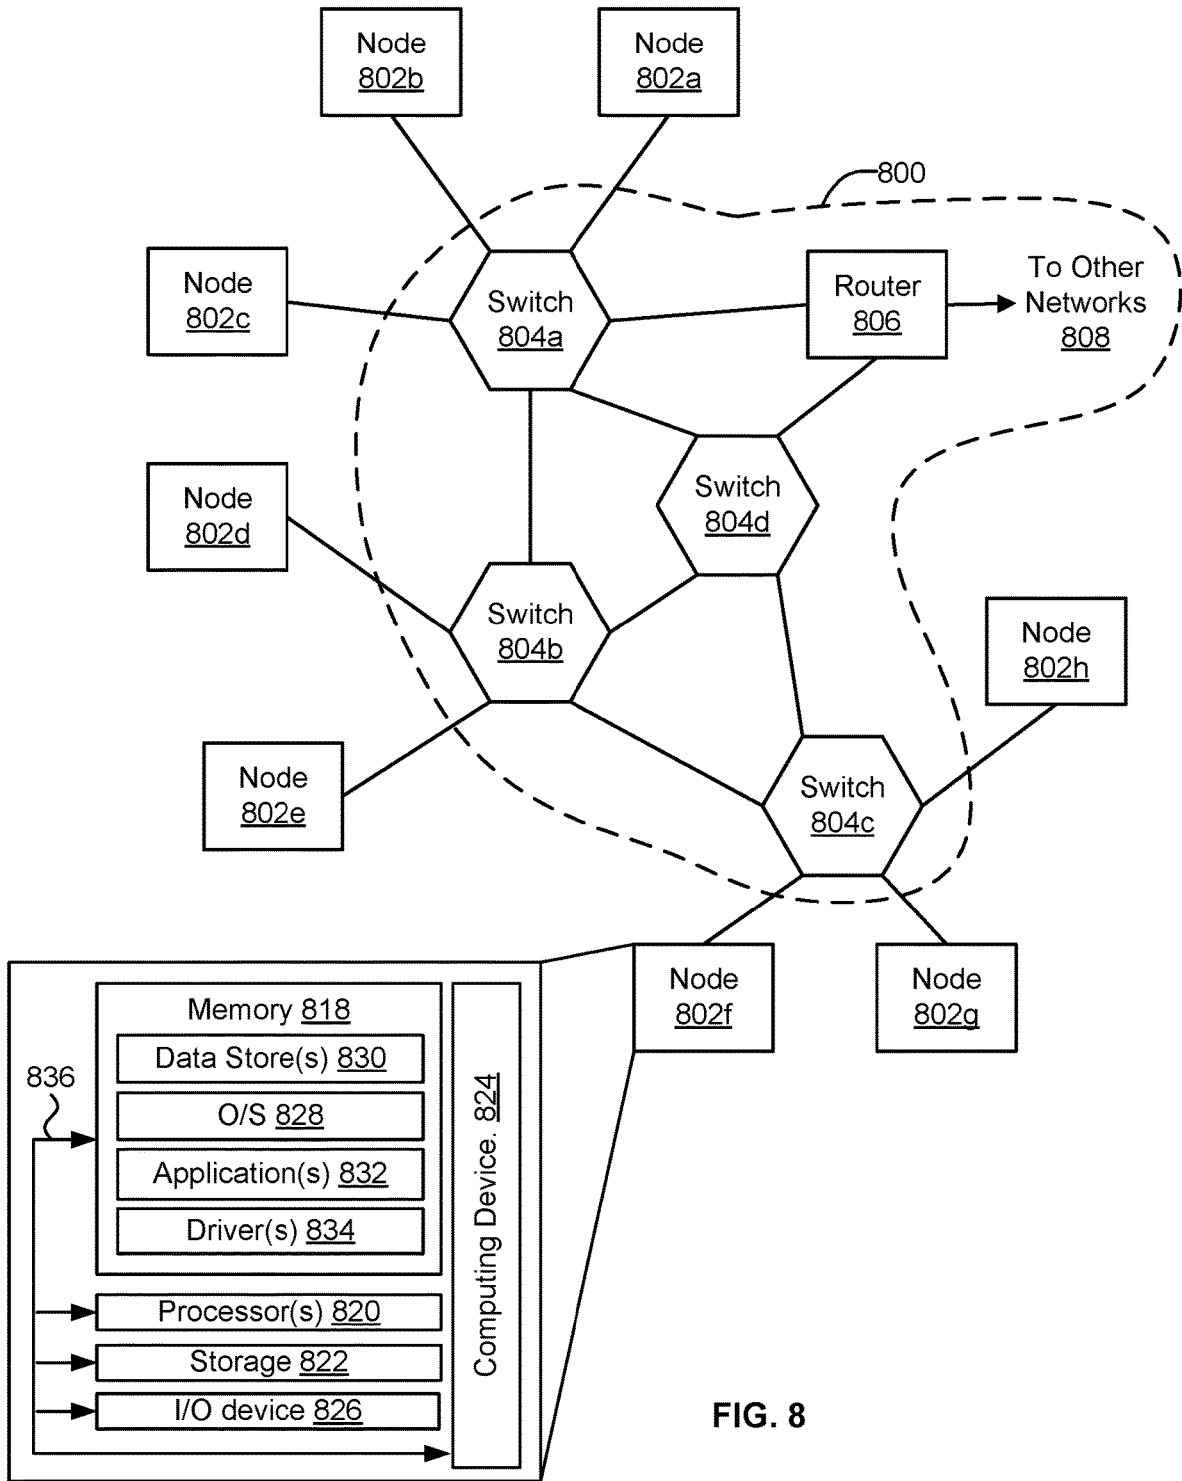 Node
802b
Node
802a
800
Node
802c
Switch
804a
Router
806
To Other
Networks
808
Node
802d
Switch
804d
Switch
804b
Node
802h
Node
802e
Switch
804c
Node
802f
Node
802g
Memory 818
Data Store(s) 830
836
O/S 828
Application(s) 832
Driver(s) 834
Computing Device. 824
Processor(s) 820
Storage 822
I/O device 826
FIG. 8